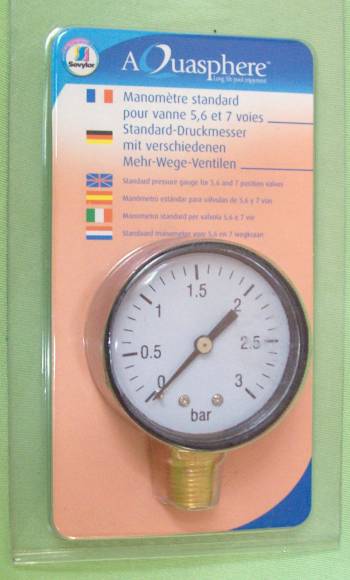 Sevylor
AQuasphere™
Long life pool enjoyment
Manomètre standard
pour vanne 5,6 et 7 voies
Standard-Druckmesser
mit verschiedenen
Mehr-Wege-Ventilen
Standard pressure gauge for 5,6 and 7 position valves
Manómetro estándar para válvulas de 5,6 y 7 vías
Manometro standard per valvola 5,6 e 7 vie
Standaard manometer voor 5,6 en 7 wegkraan
0
0.5
1
1.5
2
2.5
3
bar